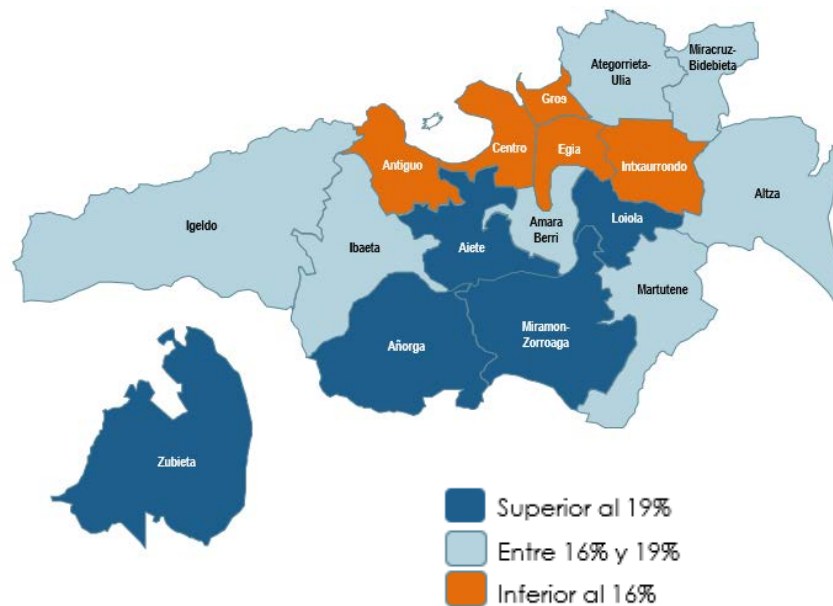 Miracruz-
Bidebieta
Ategorrieta-
Ulia
Gros
Centro
Egia
Antiguo
Intxaurrondo
Altza
Igeldo
Amara
Berri
Loiola
Ibaeta
Aiete
Martutene
Miramon-
Zorroaga
Añorga
Zubieta
Superior al 19%
Entre 16% y 19%
Inferior al 16%